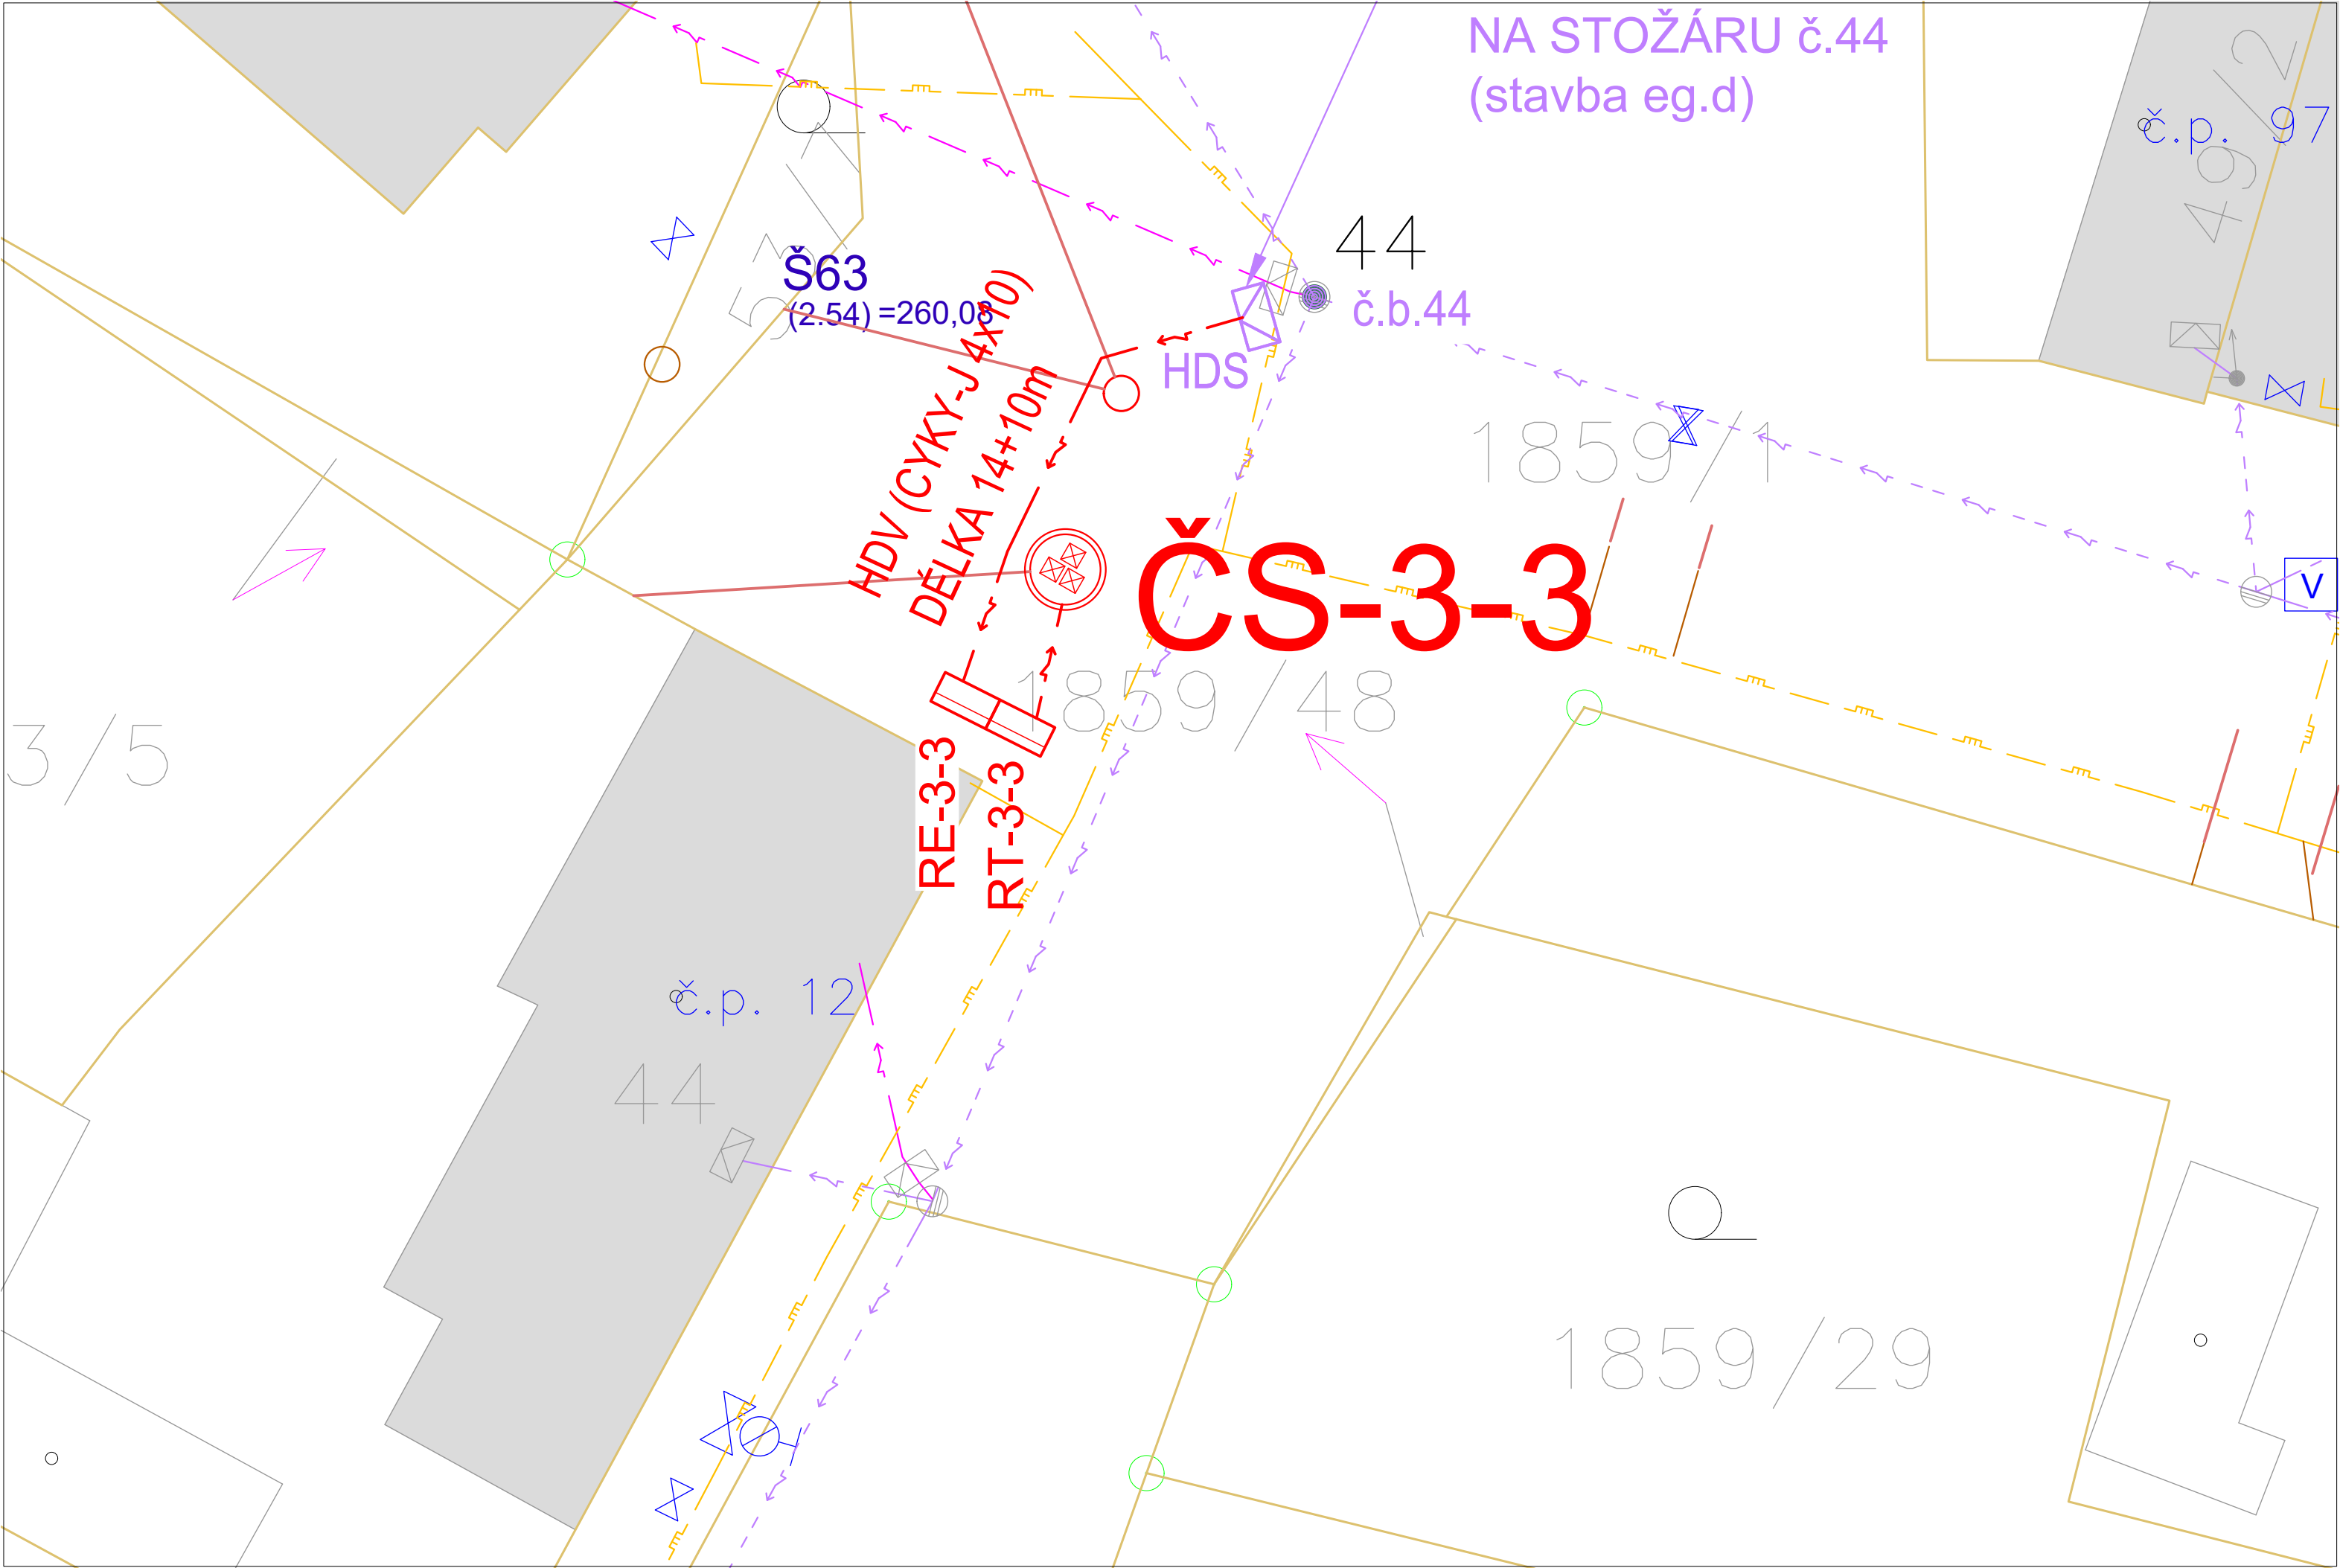 NA STOŽÁRU č.44
(stavba eg.d)
49/2
č.p. 97
44
č.b.44
HDS
Š63
(2.54) =260,08
HDV (CYKY-J 4x10)
DÉLKA 14+10m
1859/1
ČS-3-3
V
1859/48
3/5
RE-3-3
RT-3-3
č.p. 12
44
1859/29